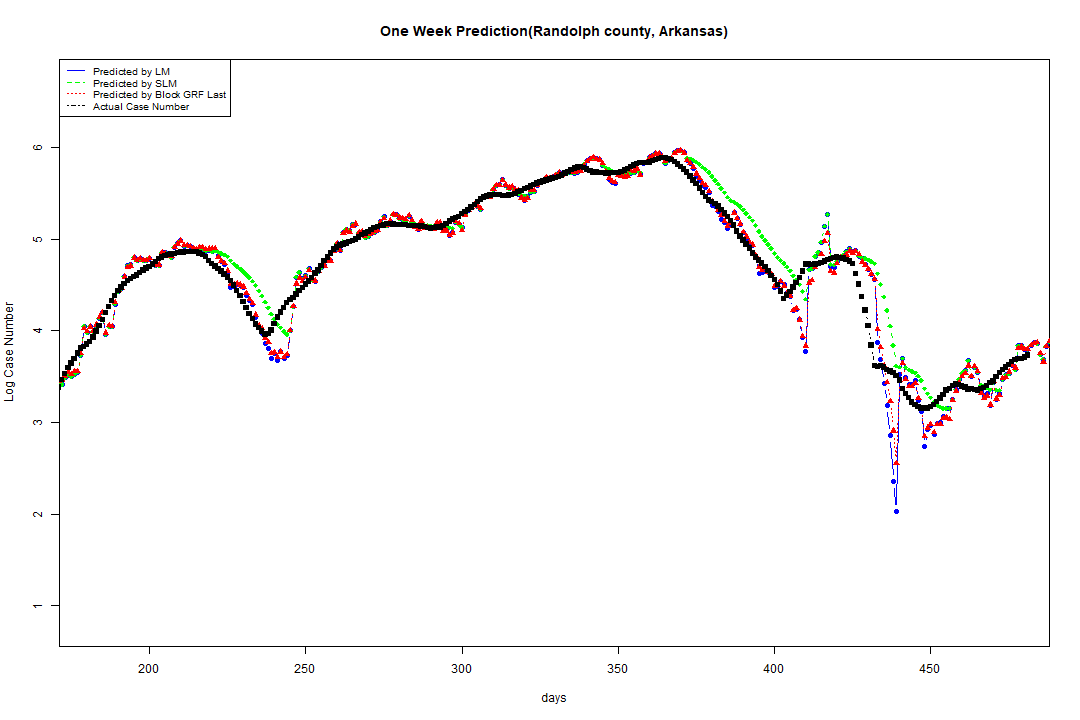 One Week Prediction(Randolph county, Arkansas)
Predicted by LM
Predicted by SLM
Predicted by Block GRF Last
Actual Case Number
Log Case Number
6
5
4
3
2
1
200 250 300 350 400 450
days